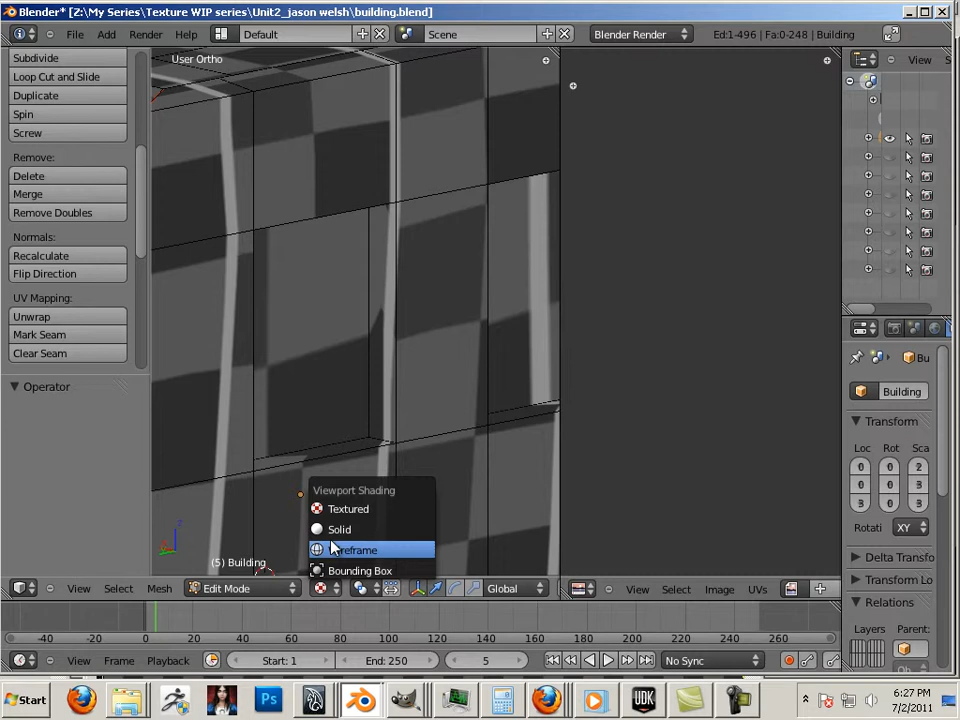 Blender* [Z:\My Series\Texture WIP series\Unit2_jason welsh\building.blend]
File Add Render Help Default Scene Blender Render Ed:1-496 | Fa:0-248 | Building
Subdivide
Loop Cut and Slide
Duplicate
Spin
Screw
Remove:
Delete
Merge
Remove Doubles
Normals:
Recalculate
Flip Direction
UV Mapping:
Unwrap
Mark Seam
Clear Seam
Operator
User Ortho
Viewport Shading
Textured
Solid
Bounding Box
z
(5) Building
View Select Mesh Edit Mode Global
View Select Image UVs
View S
Bu
Building
Transform
Loc Rot Sca
0 0 2
0 0 3
3 0 3
Rotati XY
Delta Transfo
Transform Lo
Relations
Layers Parent:
-40 -20 0 20 40 60 80 100 120 140 160 180 200 220 240 260
View Frame Playback Start: 1 End: 250 5 No Sync
Start Ps UDK 6:27 PM
7/2/2011